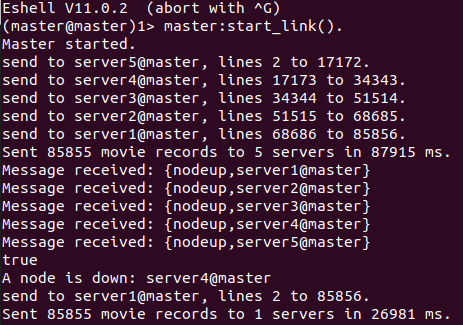 Eshell V11.0.2  (abort with ^G)
(master@master)1> master:start_link().
Master started.
send to server5@master, lines 2 to 17172.
send to server4@master, lines 17173 to 34343.
send to server3@master, lines 34344 to 51514.
send to server2@master, lines 51515 to 68685.
send to server1@master, lines 68686 to 85856.
Sent 85855 movie records to 5 servers in 87915 ms.
Message received: {nodeup,server1@master}
Message received: {nodeup,server2@master}
Message received: {nodeup,server3@master}
Message received: {nodeup,server4@master}
Message received: {nodeup,server5@master}
true
A node is down: server4@master
send to server1@master, lines 2 to 85856.
Sent 85855 movie records to 1 servers in 26981 ms.